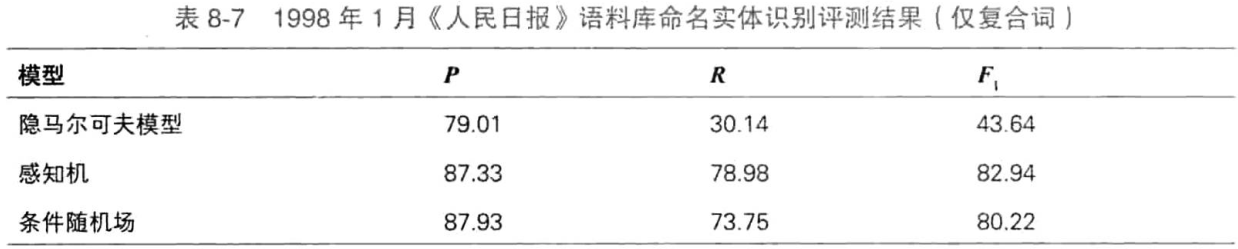 表 8-7 1998 年 1 月《人民日报》语料库命名实体识别评测结果（仅复合词）
模型 P R F₁
隐马尔可夫模型 79.01 30.14 43.64
感知机 87.33 78.98 82.94
条件随机场 87.93 73.75 80.22